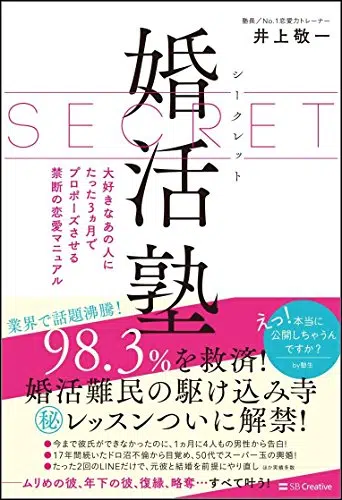 塾長／No.1恋愛力トレーナー
井上敬一
SECRET
シークレット
婚活塾
大好きなあの人に
たった3ヵ月で
プロポーズさせる
禁断の恋愛マニュアル
業界で話題沸騰！
98.3%を救済！
婚活難民の駆け込み寺
㊙レッスンついに解禁！
えっ！本当に
公開しちゃうん
ですか？
by塾生
●今まで彼氏ができなかったのに、1ヵ月に4人もの男性から告白！
●17年間続いたドロ沼不倫から目覚め、50代でスーパー玉の輿婚！
●たった2回のLINEだけで、元彼と結婚を前提にやり直し ほか実績多数
ムリめの彼、年下の彼、復縁、略奪…すべて叶う！
SB Creative